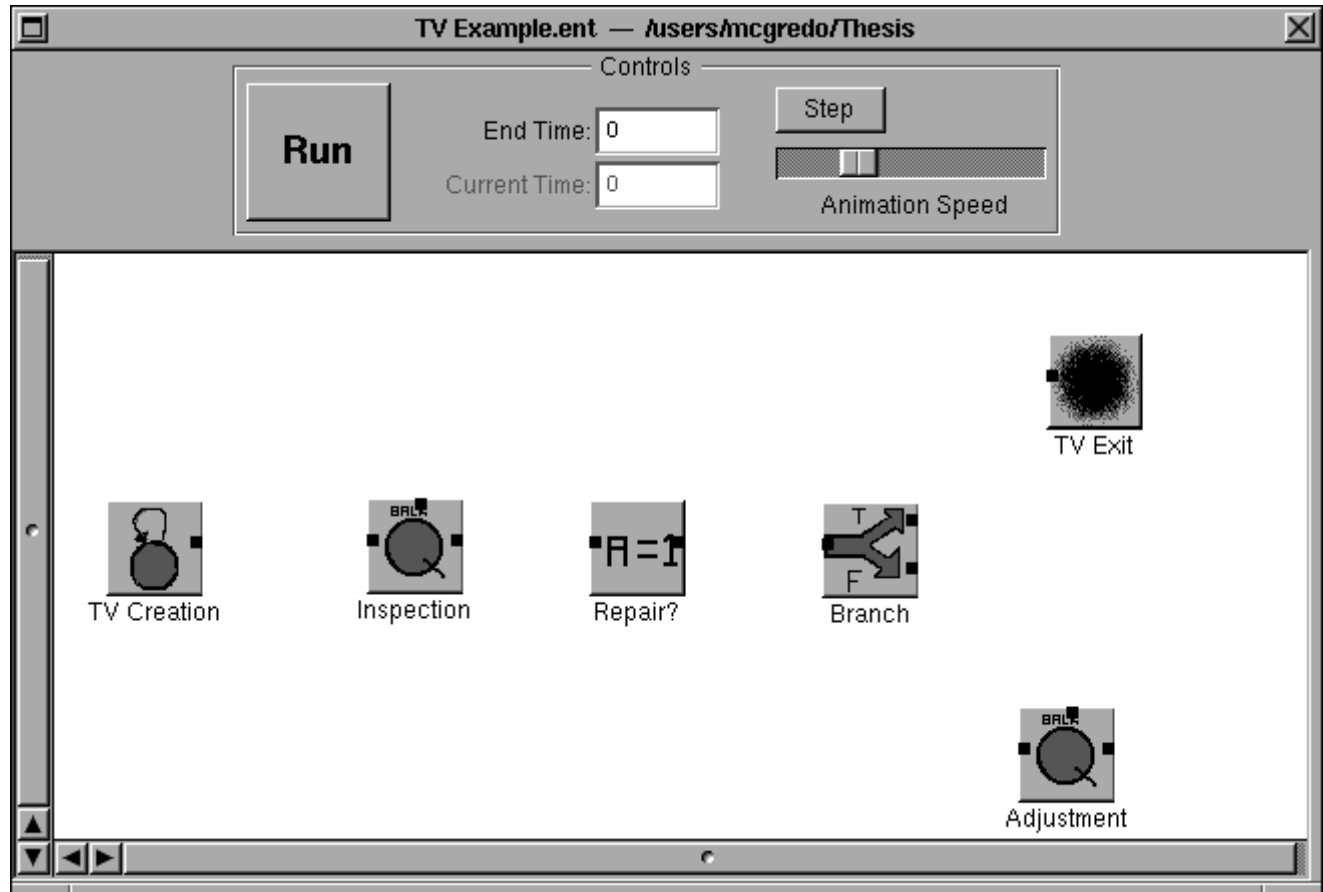 TV Example.ent — /users/mcgredo/Thesis
Controls
Run
End Time: 0
Current Time: 0
Step
Animation Speed
TV Exit
TV Creation
BALK
Inspection
A=1
Repair?
T
F
Branch
BALK
Adjustment